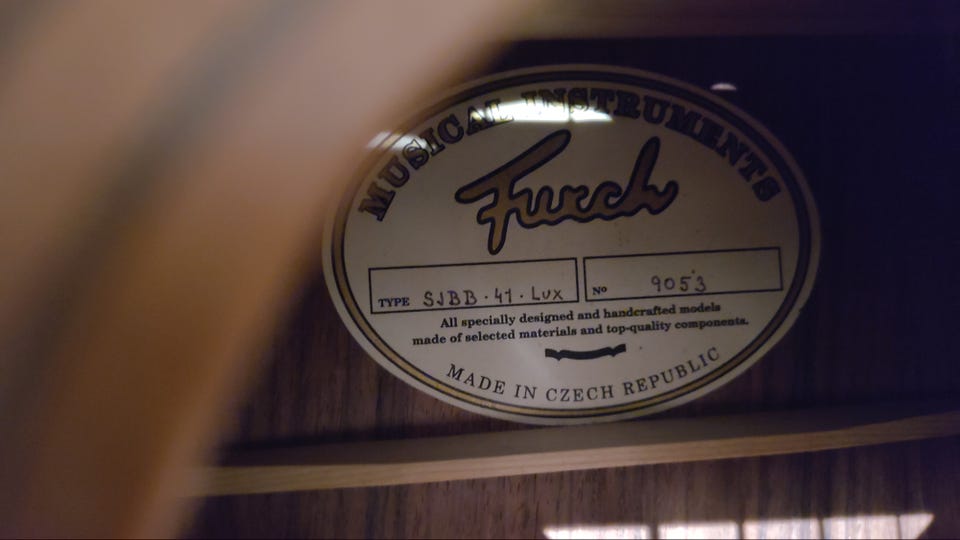 MUSICAL INSTRUMENTS
Furch
TYPE SJBB·41·LUX No 9053
All specially designed and handcrafted models
made of selected materials and top-quality components.
MADE IN CZECH REPUBLIC